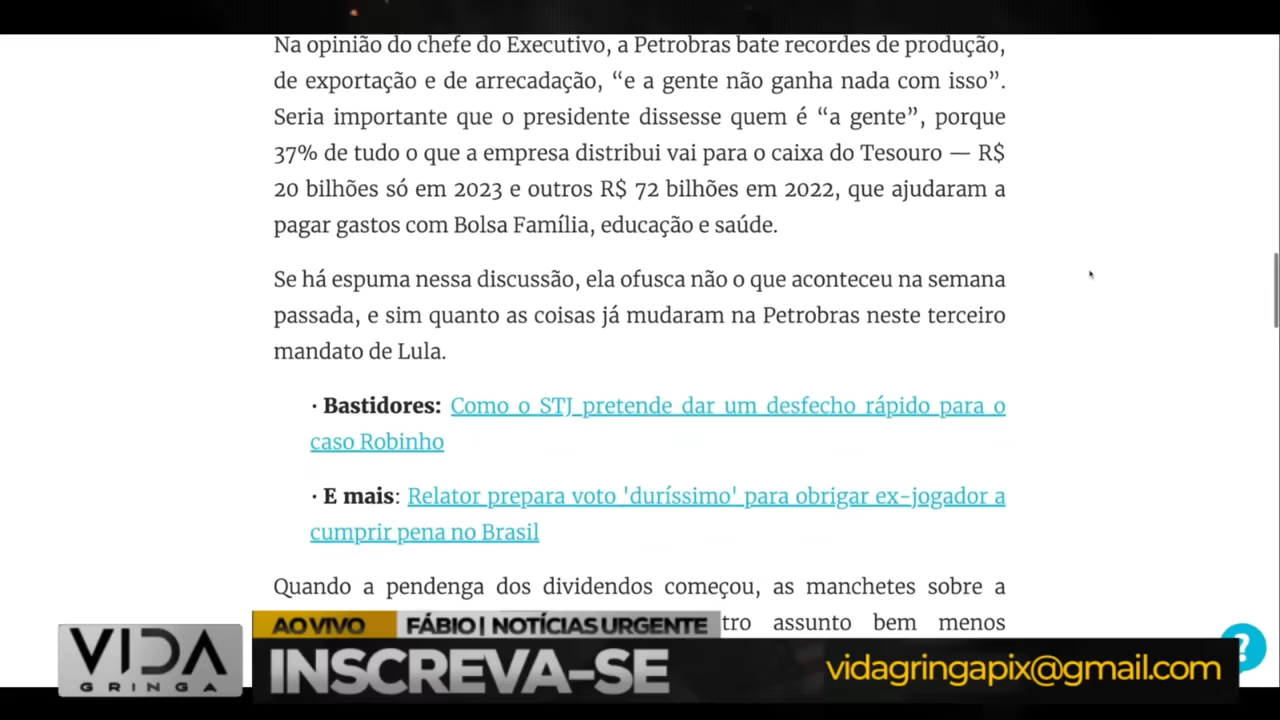 Na opinião do chefe do Executivo, a Petrobras bate recordes de produção,
de exportação e de arrecadação, “e a gente não ganha nada com isso”.
Seria importante que o presidente dissesse quem é “a gente”, porque
37% de tudo o que a empresa distribui vai para o caixa do Tesouro — R$
20 bilhões só em 2023 e outros R$ 72 bilhões em 2022, que ajudaram a
pagar gastos com Bolsa Família, educação e saúde.
Se há espuma nessa discussão, ela ofusca não o que aconteceu na semana
passada, e sim quanto as coisas já mudaram na Petrobras neste terceiro
mandato de Lula.
· Bastidores: Como o STJ pretende dar um desfecho rápido para o
caso Robinho
· E mais: Relator prepara voto 'duríssimo' para obrigar ex-jogador a
cumprir pena no Brasil
Quando a pendenga dos dividendos começou, as manchetes sobre a
tro assunto bem menos
AO VIVO FÁBIO | NOTÍCIAS URGENTE
VIDA
GRINGA
INSCREVA-SE
vidagringapix@gmail.com
?